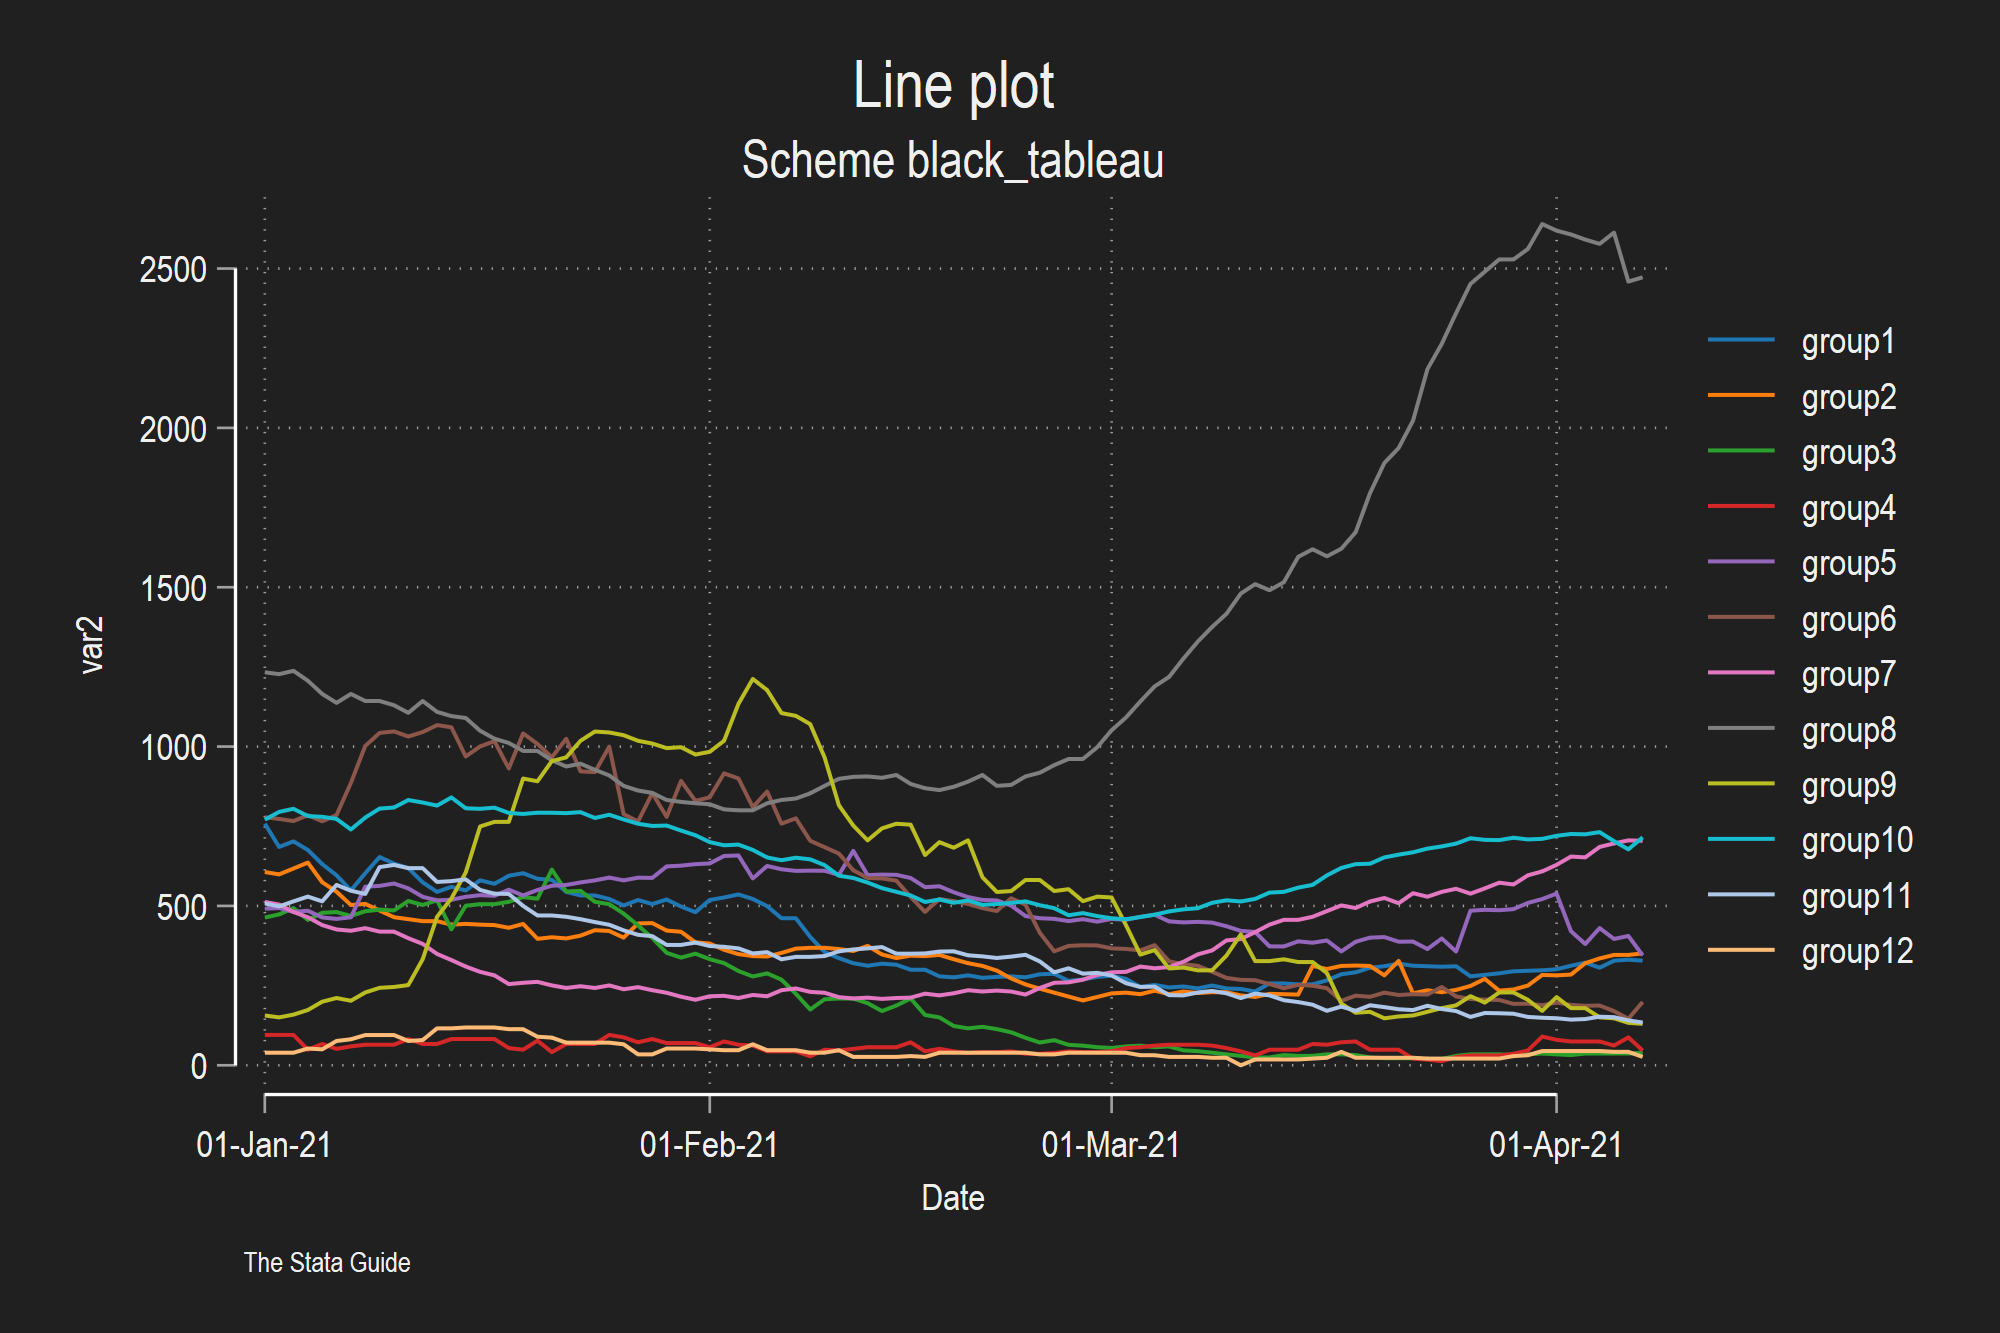 Line plot
Scheme black_tableau
var2
2500
2000
1500
1000
500
0
01-Jan-21
01-Feb-21
01-Mar-21
01-Apr-21
Date
group1
group2
group3
group4
group5
group6
group7
group8
group9
group10
group11
group12
The Stata Guide